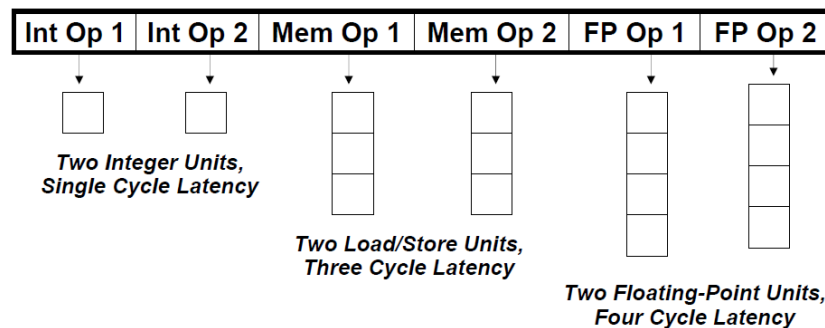 Int Op 1 Int Op 2 Mem Op 1 Mem Op 2 FP Op 1 FP Op 2
Two Integer Units,
Single Cycle Latency
Two Load/Store Units,
Three Cycle Latency
Two Floating-Point Units,
Four Cycle Latency